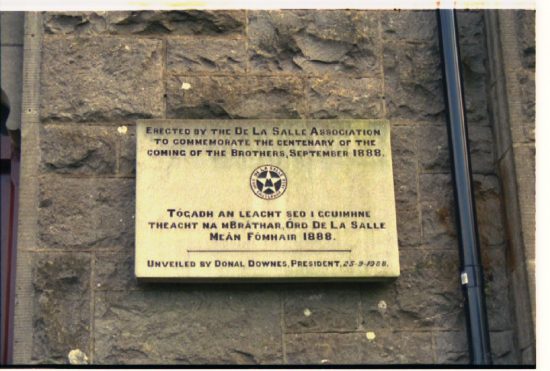 Erected by the De La Salle Association
to commemorate the centenary of the
coming of the Brothers, September 1888.
Tógadh an leacht seo i gcuimhne
theacht na mBráthar, Órd De La Salle
Meán Fómhair 1888.
Unveiled by Donal Downes, President, 25-9-1988.